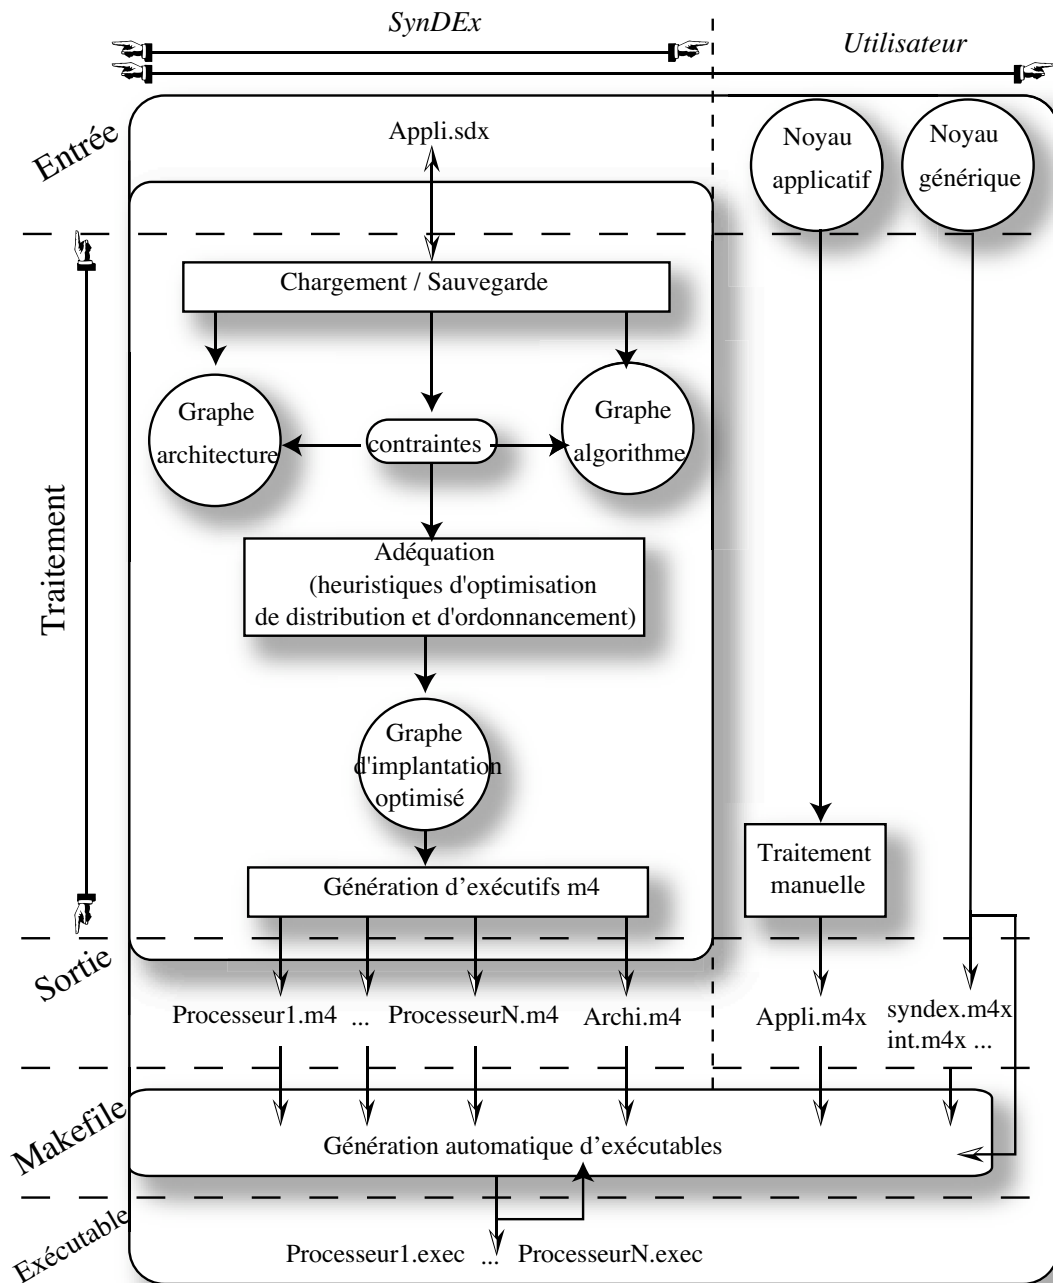 SynDEx
Utilisateur
Entrée
Appli.sdx
Noyau
applicatif
Noyau
générique
Chargement / Sauvegarde
Graphe
architecture
contraintes
Graphe
algorithme
Traitement
Adéquation
(heuristiques d'optimisation
de distribution et d'ordonnancement)
Graphe
d'implantation
optimisé
Génération d’exécutifs m4
Traitement
manuelle
Sortie
Processeur1.m4 ... ProcesseurN.m4 Archi.m4 Appli.m4x
syndex.m4x
int.m4x ...
Makefile
Génération automatique d’exécutables
Exécutable
Processeur1.exec ... ProcesseurN.exec